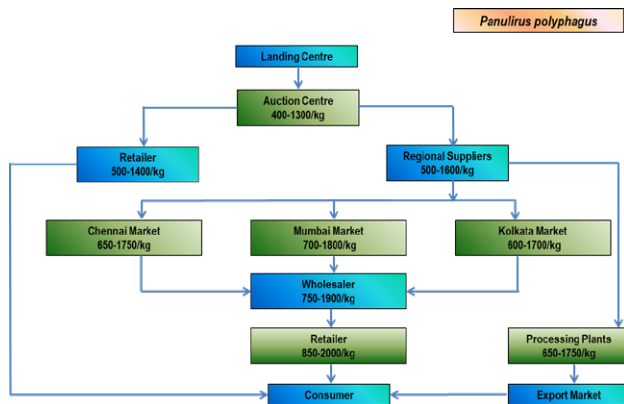 Panulirus polyphagus
Landing Centre
Auction Centre
400-1300/kg
Retailer
500-1400/kg
Regional Suppliers
500-1600/kg
Chennai Market
650-1750/kg
Mumbai Market
700-1800/kg
Kolkata Market
600-1700/kg
Wholesaler
750-1900/kg
Retailer
850-2000/kg
Processing Plants
650-1750/kg
Consumer
Export Market